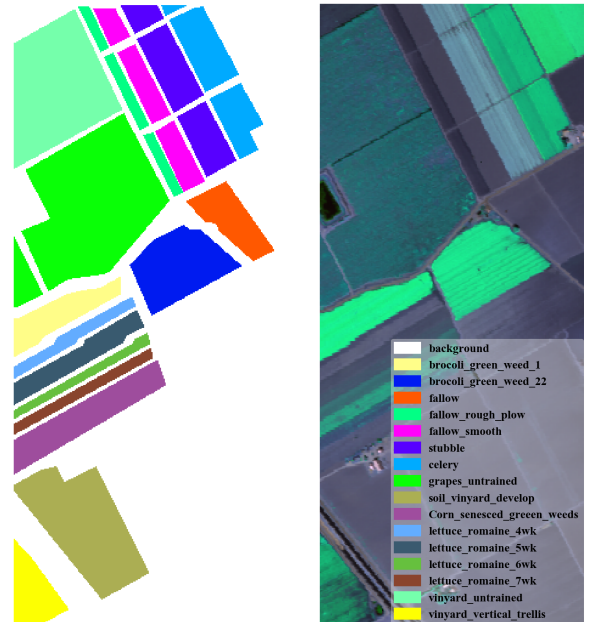 background
brocoli_green_weed_1
brocoli_green_weed_22
fallow
fallow_rough_plow
fallow_smooth
stubble
celery
grapes_untrained
soil_vinyard_develop
Corn_senesced_greeen_weeds
lettuce_romaine_4wk
lettuce_romaine_5wk
lettuce_romaine_6wk
lettuce_romaine_7wk
vinyard_untrained
vinyard_vertical_trellis